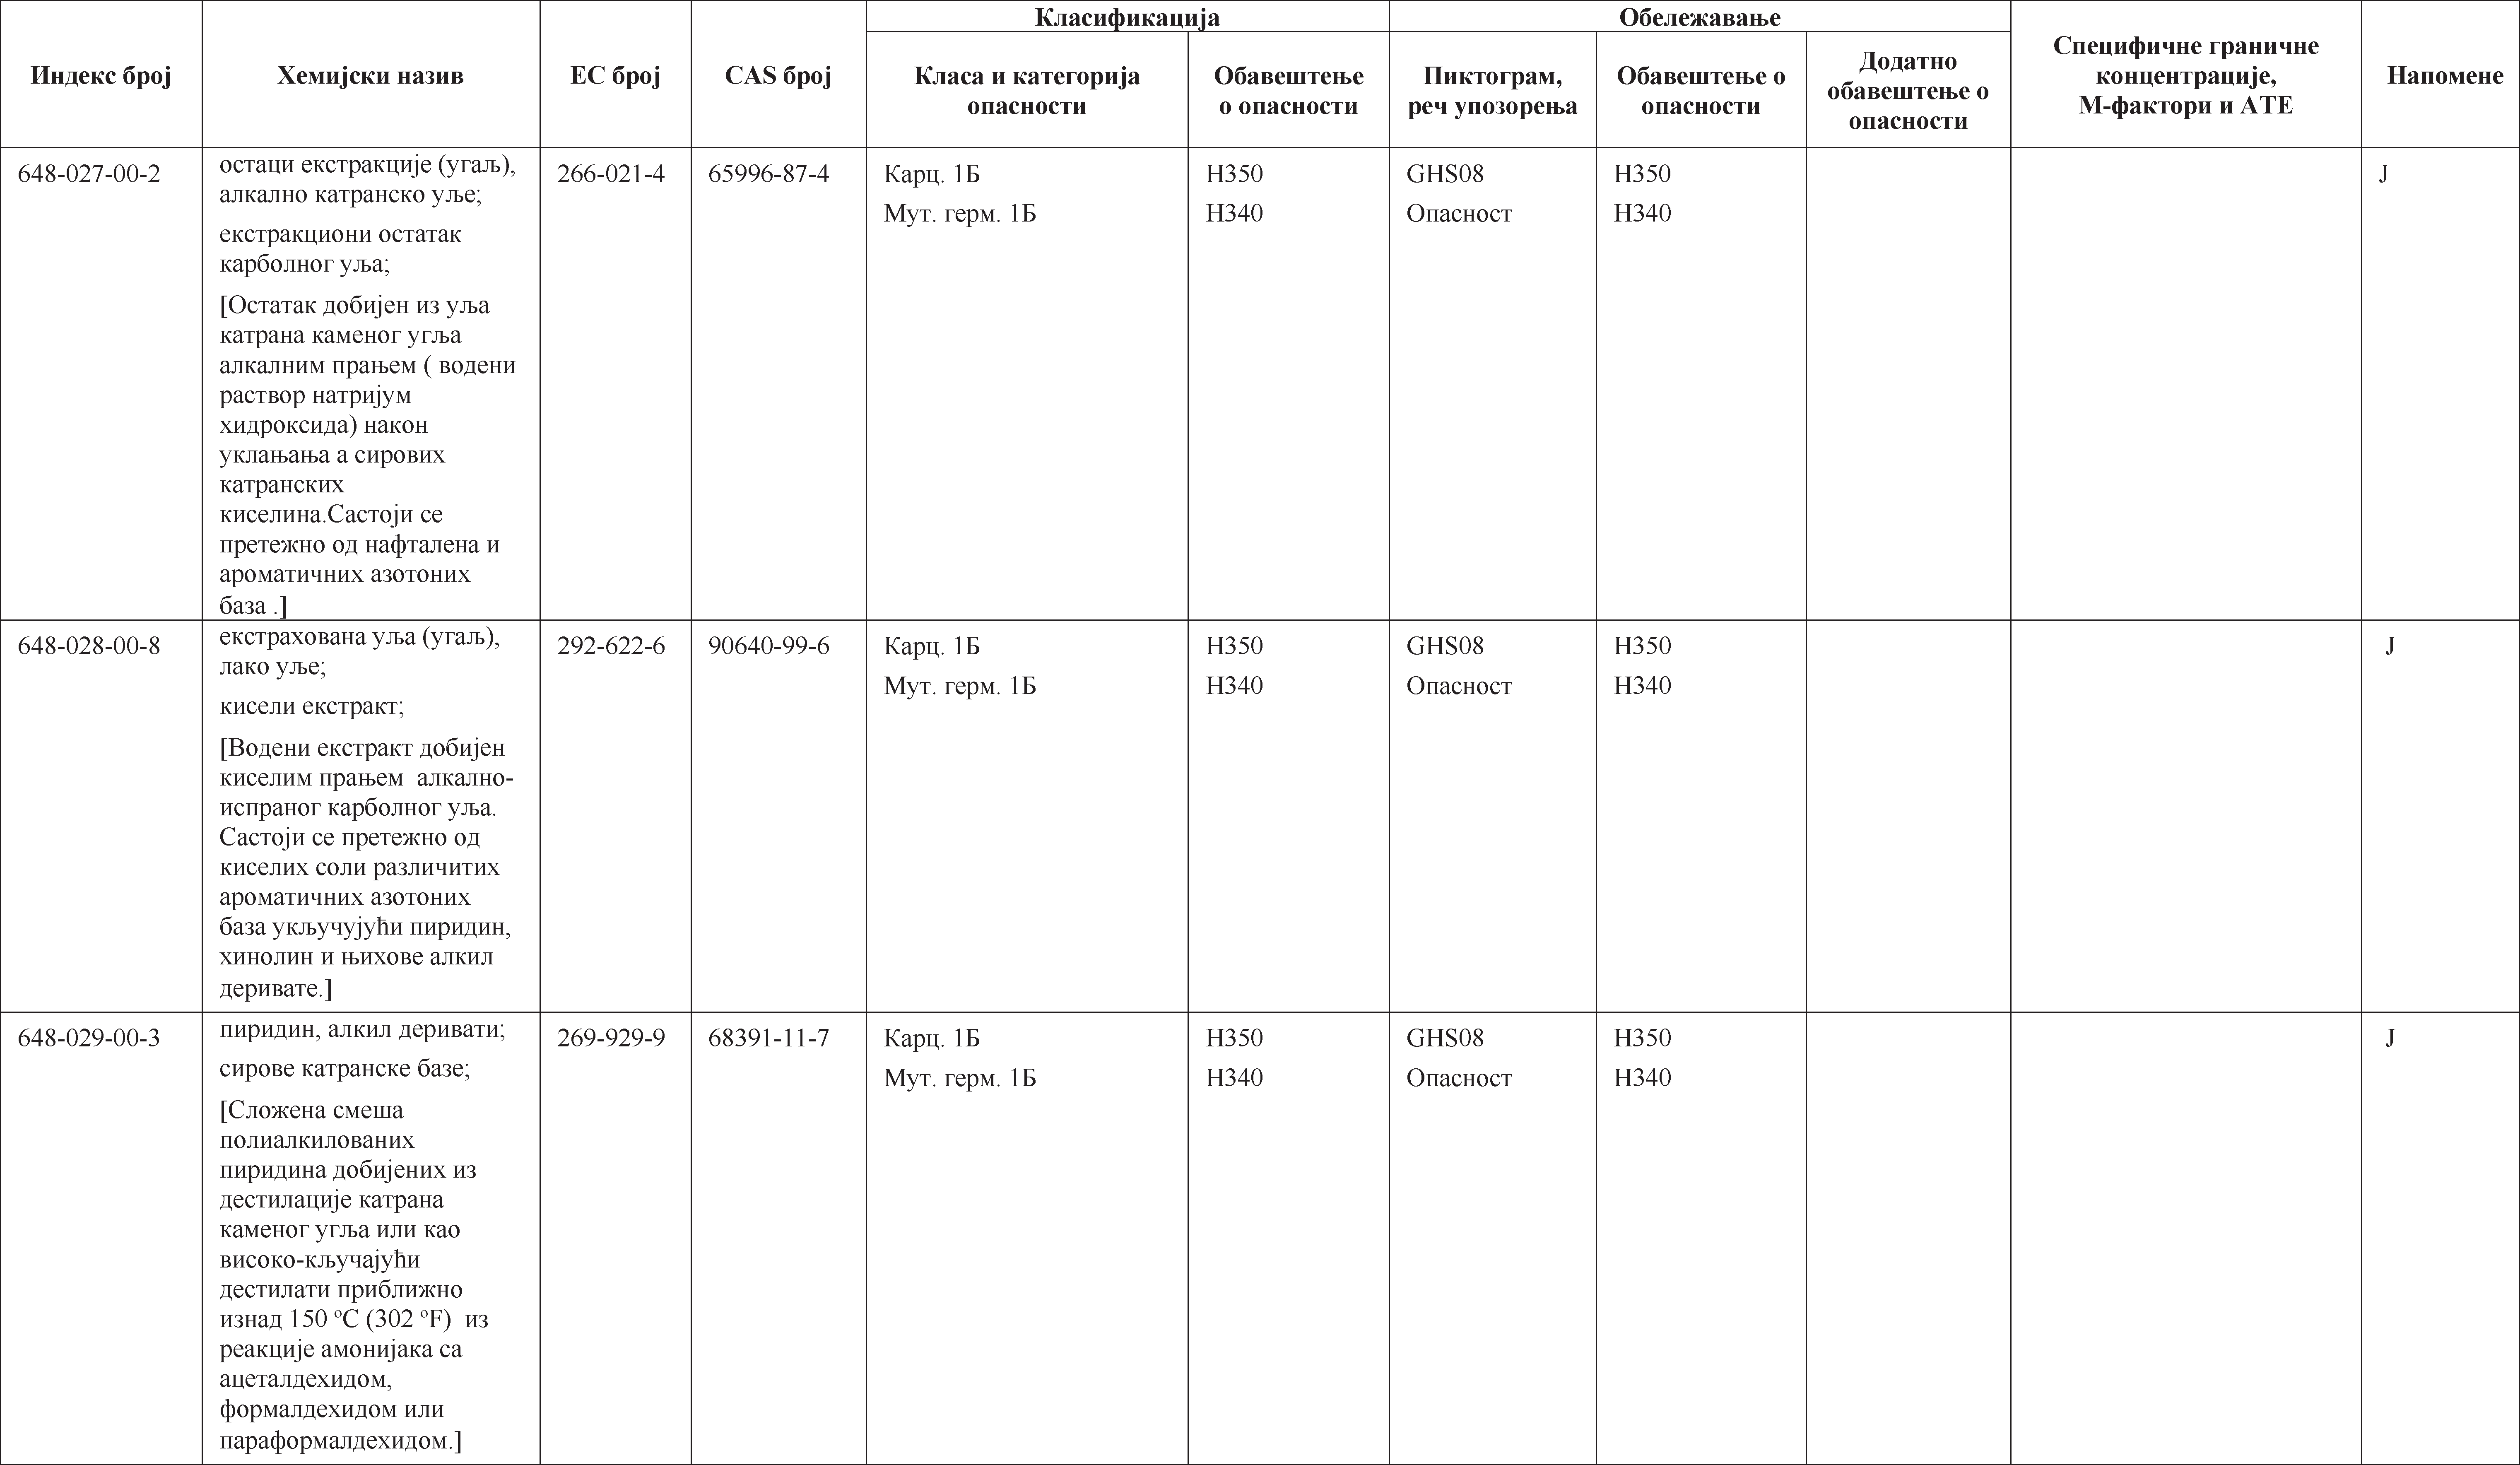 Индекс број
Хемијски назив
ЕС број
CAS број
Класификација
Класа и категорија
опасности
Обавештење
о опасности
Обележавање
Пиктограм,
реч упозорења
Обавештење о
опасности
Додатно
обавештење о
опасности
Специфичне граничне
концентрације,
М-фактори и АТЕ
Напомене
648-027-00-2
остаци екстракције (угаљ),
алкално катранско уље;
екстракциони остатак
карболног уља;
[Остатак добијен из уља
катрана каменог угља
алкалним прањем ( водени
раствор натријум
хидроксида) након
уклањања а сирових
катранских
киселина.Састоји се
претежно од нафталена и
ароматичних азотоних
база .]
266-021-4
65996-87-4
Карц. 1Б
Мут. герм. 1Б
H350
H340
GHS08
Опасност
H350
H340
Ј
648-028-00-8
екстрахована уља (угаљ),
лако уље;
кисели екстракт;
[Водени екстракт добијен
киселим прањем  алкално-
испраног карболног уља.
Састоји се претежно од
киселих соли различитих
ароматичних азотоних
база укључујући пиридин,
хинолин и њихове алкил
деривате.]
292-622-6
90640-99-6
Карц. 1Б
Мут. герм. 1Б
H350
H340
GHS08
Опасност
H350
H340
Ј
648-029-00-3
пиридин, алкил деривати;
сирове катранске базе;
[Сложена смеша
полиалкилованих
пиридина добијених из
дестилације катрана
каменог угља или као
високо-кључајући
дестилати приближно
изнад 150 ºC (302 ºF)  из
реакције амонијака са
ацеталдехидом,
формалдехидом или
параформалдехидом.]
269-929-9
68391-11-7
Карц. 1Б
Мут. герм. 1Б
H350
H340
GHS08
Опасност
H350
H340
Ј